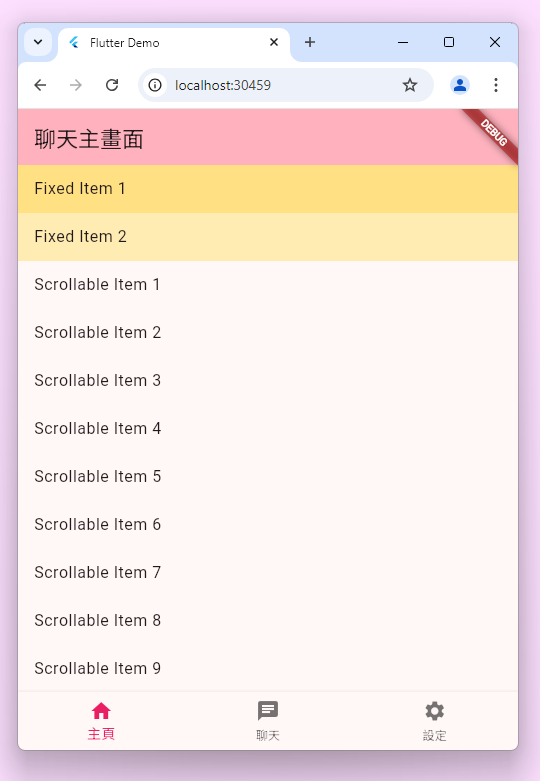 Flutter Demo
localhost:30459
聊天主畫面
DEBUG
Fixed Item 1
Fixed Item 2
Scrollable Item 1
Scrollable Item 2
Scrollable Item 3
Scrollable Item 4
Scrollable Item 5
Scrollable Item 6
Scrollable Item 7
Scrollable Item 8
Scrollable Item 9
主頁
聊天
設定